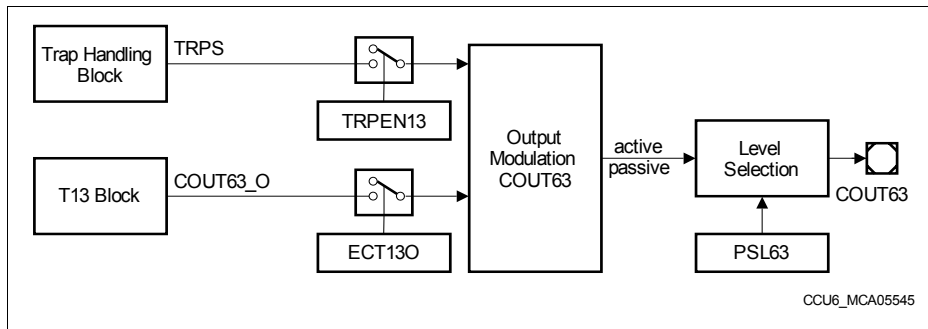 Trap Handling
Block
TRPS
TRPEN13
T13 Block
COUT63_O
ECT13O
Output
Modulation
COUT63
active
passive
Level
Selection
COUT63
PSL63
CCU6_MCA05545